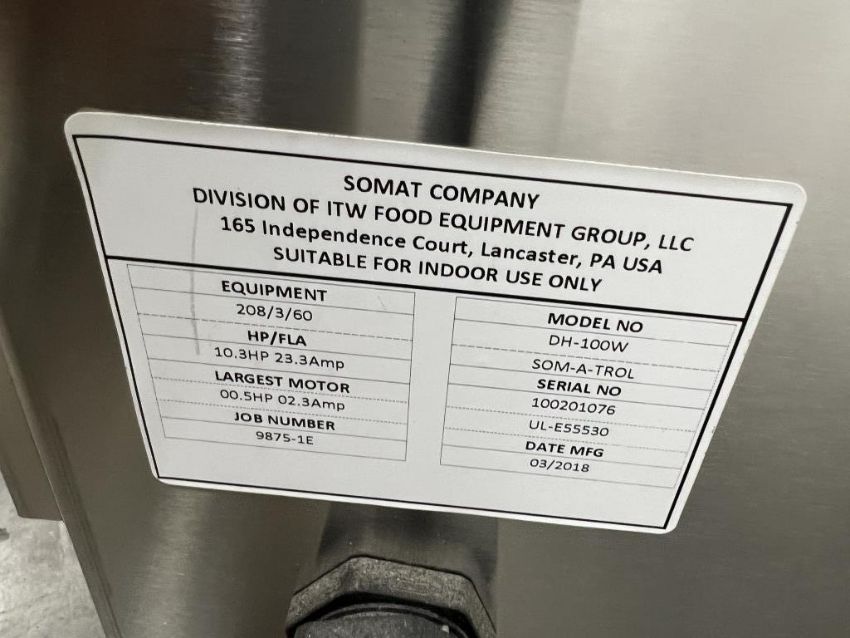 SOMAT COMPANY
DIVISION OF ITW FOOD EQUIPMENT GROUP, LLC
165 Independence Court, Lancaster, PA USA
SUITABLE FOR INDOOR USE ONLY
EQUIPMENT
208/3/60
HP/FLA
10.3HP 23.3Amp
LARGEST MOTOR
00.5HP 02.3Amp
JOB NUMBER
9875-1E
MODEL NO
DH-100W
SOM-A-TROL
SERIAL NO
100201076
UL-E55530
DATE MFG
03/2018